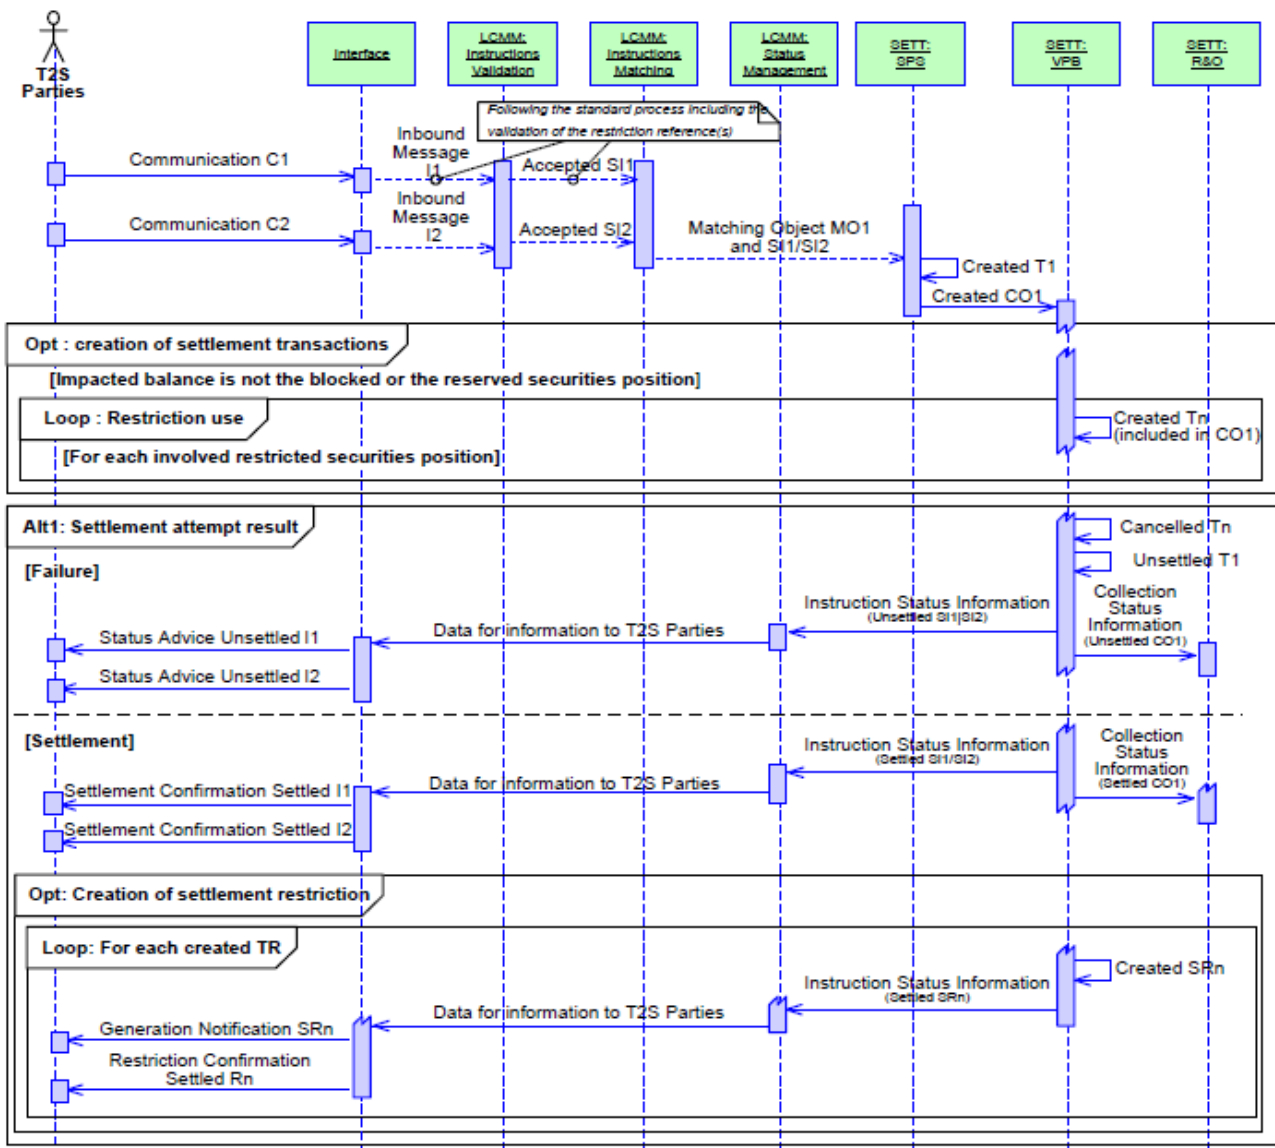 T2S
Parties
Interface
LCMM:
Instructions
Validation
LCMM:
Instructions
Matching
LCMM:
Status
Management
SETT:
SPS
SETT:
VPB
SETT:
R&O
Following the standard process including the
validation of the restriction reference(s)
Communication C1
Inbound
Message
I1
Accepted SI1
Communication C2
Inbound
Message
I2
Accepted SI2
Matching Object MO1
and SI1/SI2
Created T1
Created CO1
Opt : creation of settlement transactions
[Impacted balance is not the blocked or the reserved securities position]
Loop : Restriction use
[For each involved restricted securities position]
Created Tn
(included in CO1)
Alt1: Settlement attempt result
[Failure]
Cancelled Tn
Unsettled T1
Instruction Status Information
(Unsettled SI1|SI2)
Collection
Status
Information
(Unsettled CO1)
Data for information to T2S Parties
Status Advice Unsettled I1
Status Advice Unsettled I2
[Settlement]
Instruction Status Information
(Settled SI1/SI2)
Collection
Status
Information
(Settled CO1)
Data for information to T2S Parties
Settlement Confirmation Settled I1
Settlement Confirmation Settled I2
Opt: Creation of settlement restriction
Loop: For each created TR
Created SRn
Instruction Status Information
(Settled SRn)
Data for information to T2S Parties
Generation Notification SRn
Restriction Confirmation
Settled Rn